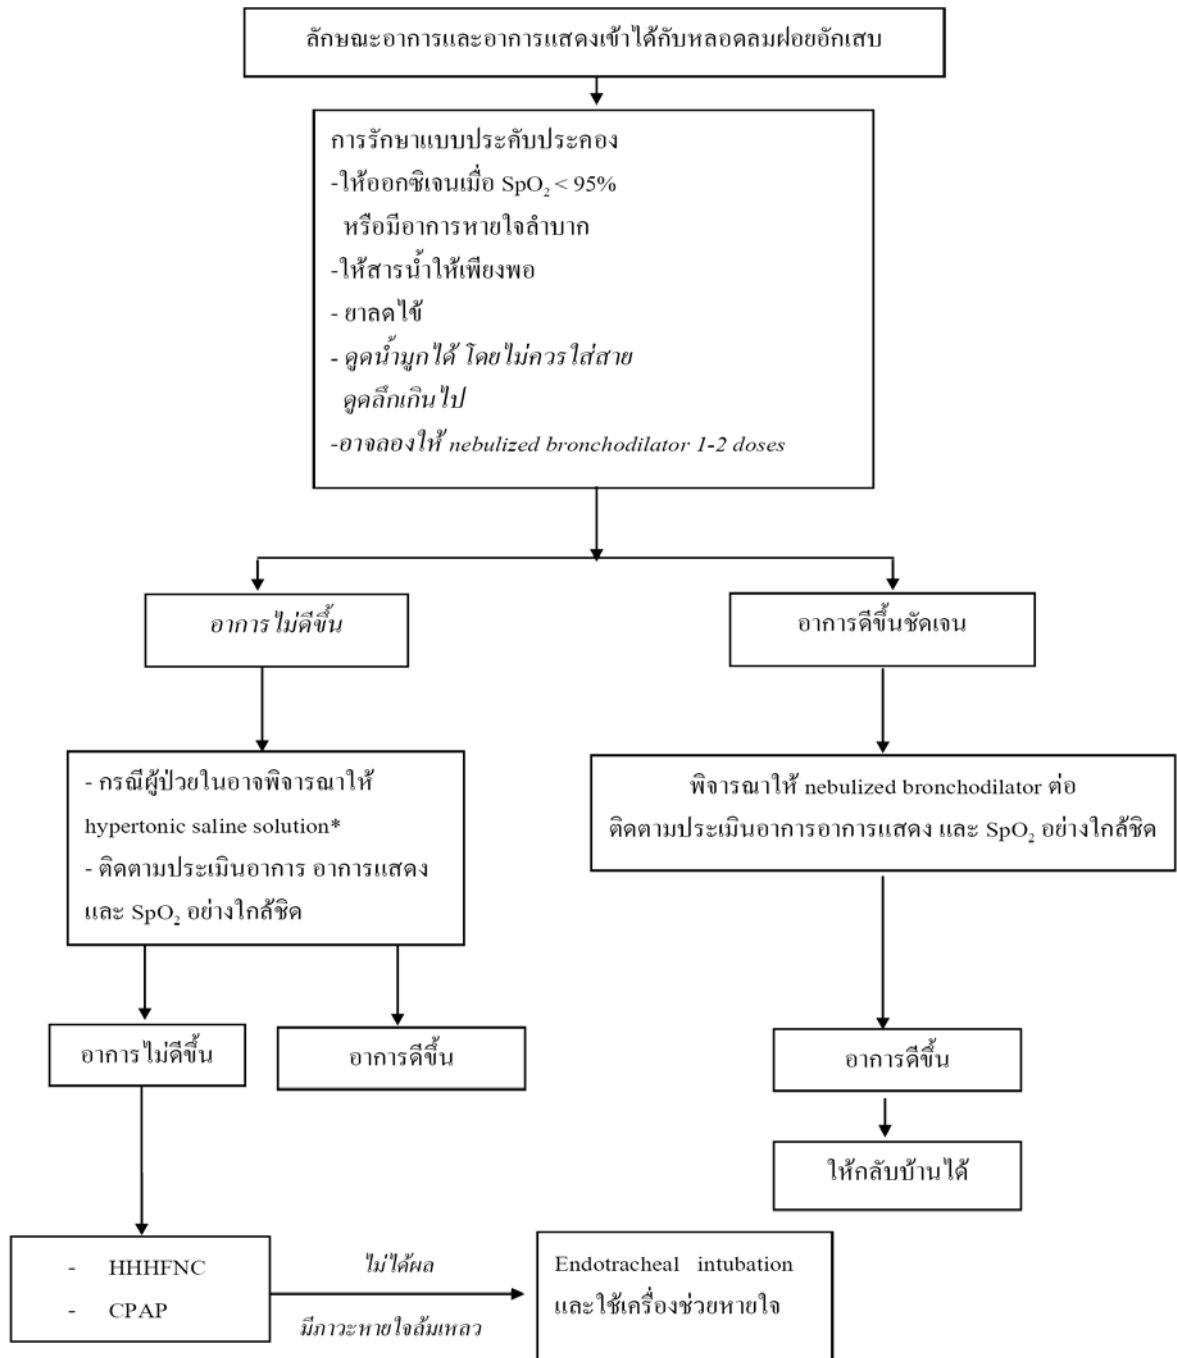 ลักษณะอาการและอาการแสดงเข้าได้กับหลอดลมฝอยอักเสบ
การรักษาแบบประคับประคอง
-ให้ออกซิเจนเมื่อ SpO₂ < 95%
หรือมีอาการหายใจลำบาก
-ให้สารน้ำให้เพียงพอ
- ยาลดไข้
- ดูดน้ำมูกได้ โดยไม่ควรใส่สาย
ดูดลึกเกินไป
-อาจลองให้ nebulized bronchodilator 1-2 doses
อาการไม่ดีขึ้น
อาการดีขึ้นชัดเจน
- กรณีผู้ป่วยในอาจพิจารณาให้
hypertonic saline solution*
- ติดตามประเมินอาการ อาการแสดง
และ SpO₂ อย่างใกล้ชิด
พิจารณาให้ nebulized bronchodilator ต่อ
ติดตามประเมินอาการอาการแสดง และ SpO₂ อย่างใกล้ชิด
อาการไม่ดีขึ้น
อาการดีขึ้น
อาการดีขึ้น
ให้กลับบ้านได้
- HHHFNC
- CPAP
ไม่ได้ผล
มีภาวะหายใจล้มเหลว
Endotracheal intubation
และใช้เครื่องช่วยหายใจ